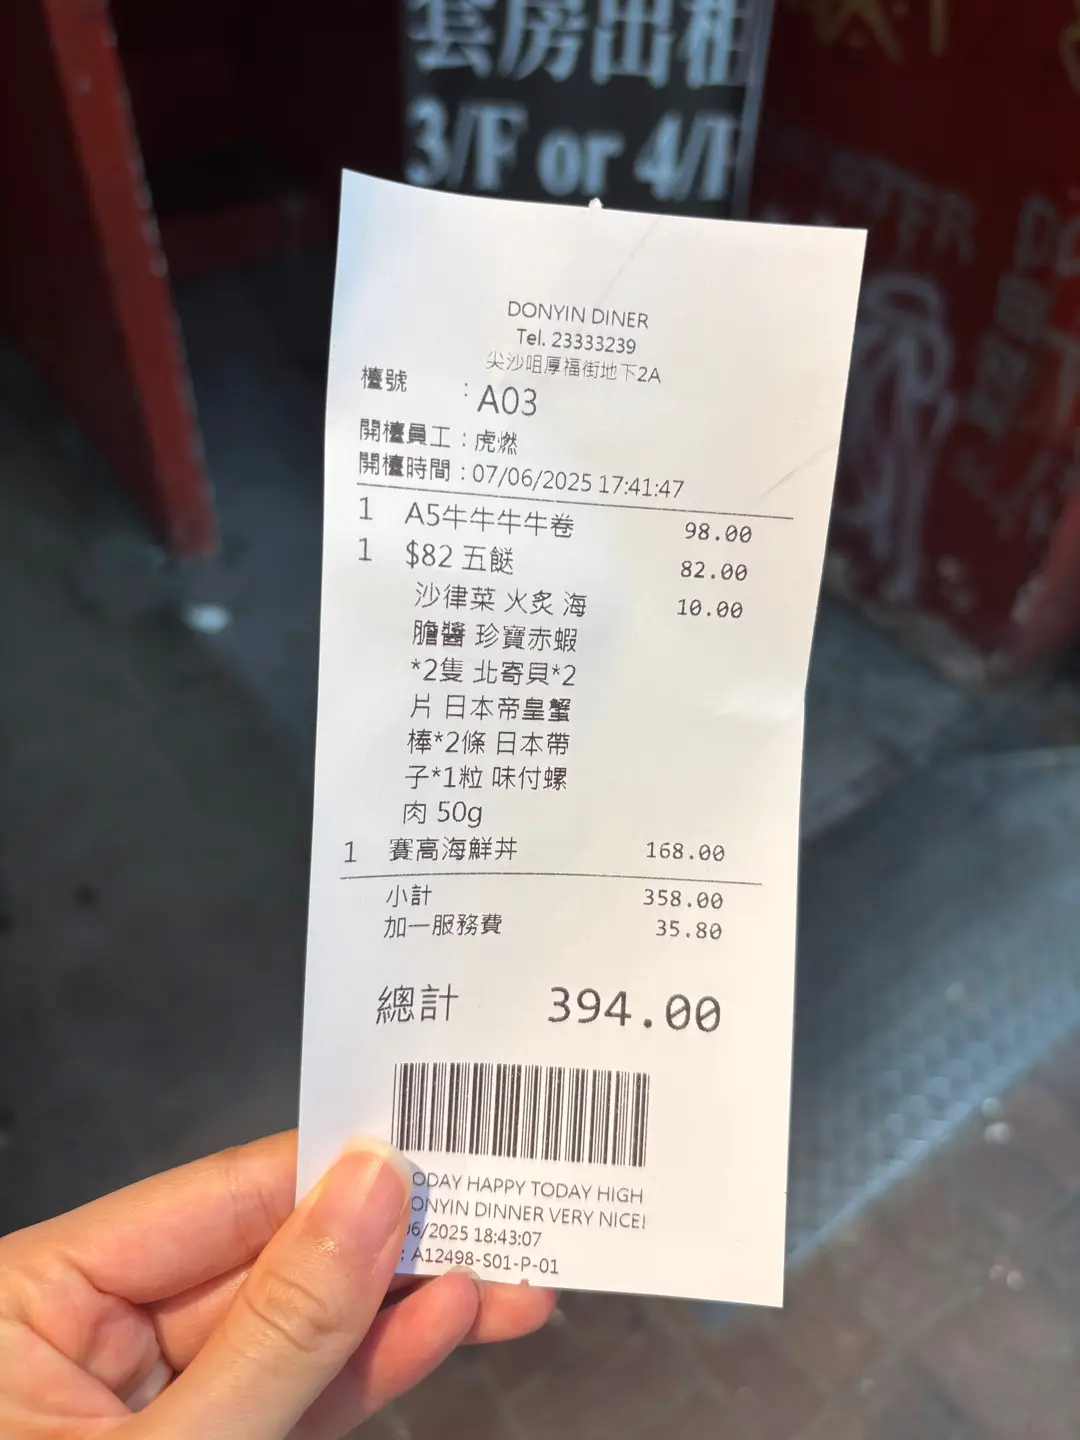 套房出租
3/F or 4/F
DONYIN DINER
Tel. 23333239
尖沙咀厚福街地下2A
檯號 : A03
開檯員工 : 虎燃
開檯時間 : 07/06/2025 17:41:47
1 A5牛牛牛牛卷 98.00
1 $82 五餸 82.00
沙律菜 火炙 海 10.00
膽醬 珍寶赤蝦
*2隻 北寄貝*2
片 日本帝皇蟹
棒*2條 日本帶
子*1粒 味付螺
肉 50g
1 賽高海鮮丼 168.00
小計 358.00
加一服務費 35.80
總計 394.00
ODAY HAPPY TODAY HIGH
ONYIN DINNER VERY NICE!
06/2025 18:43:07
: A12498-S01-P-01